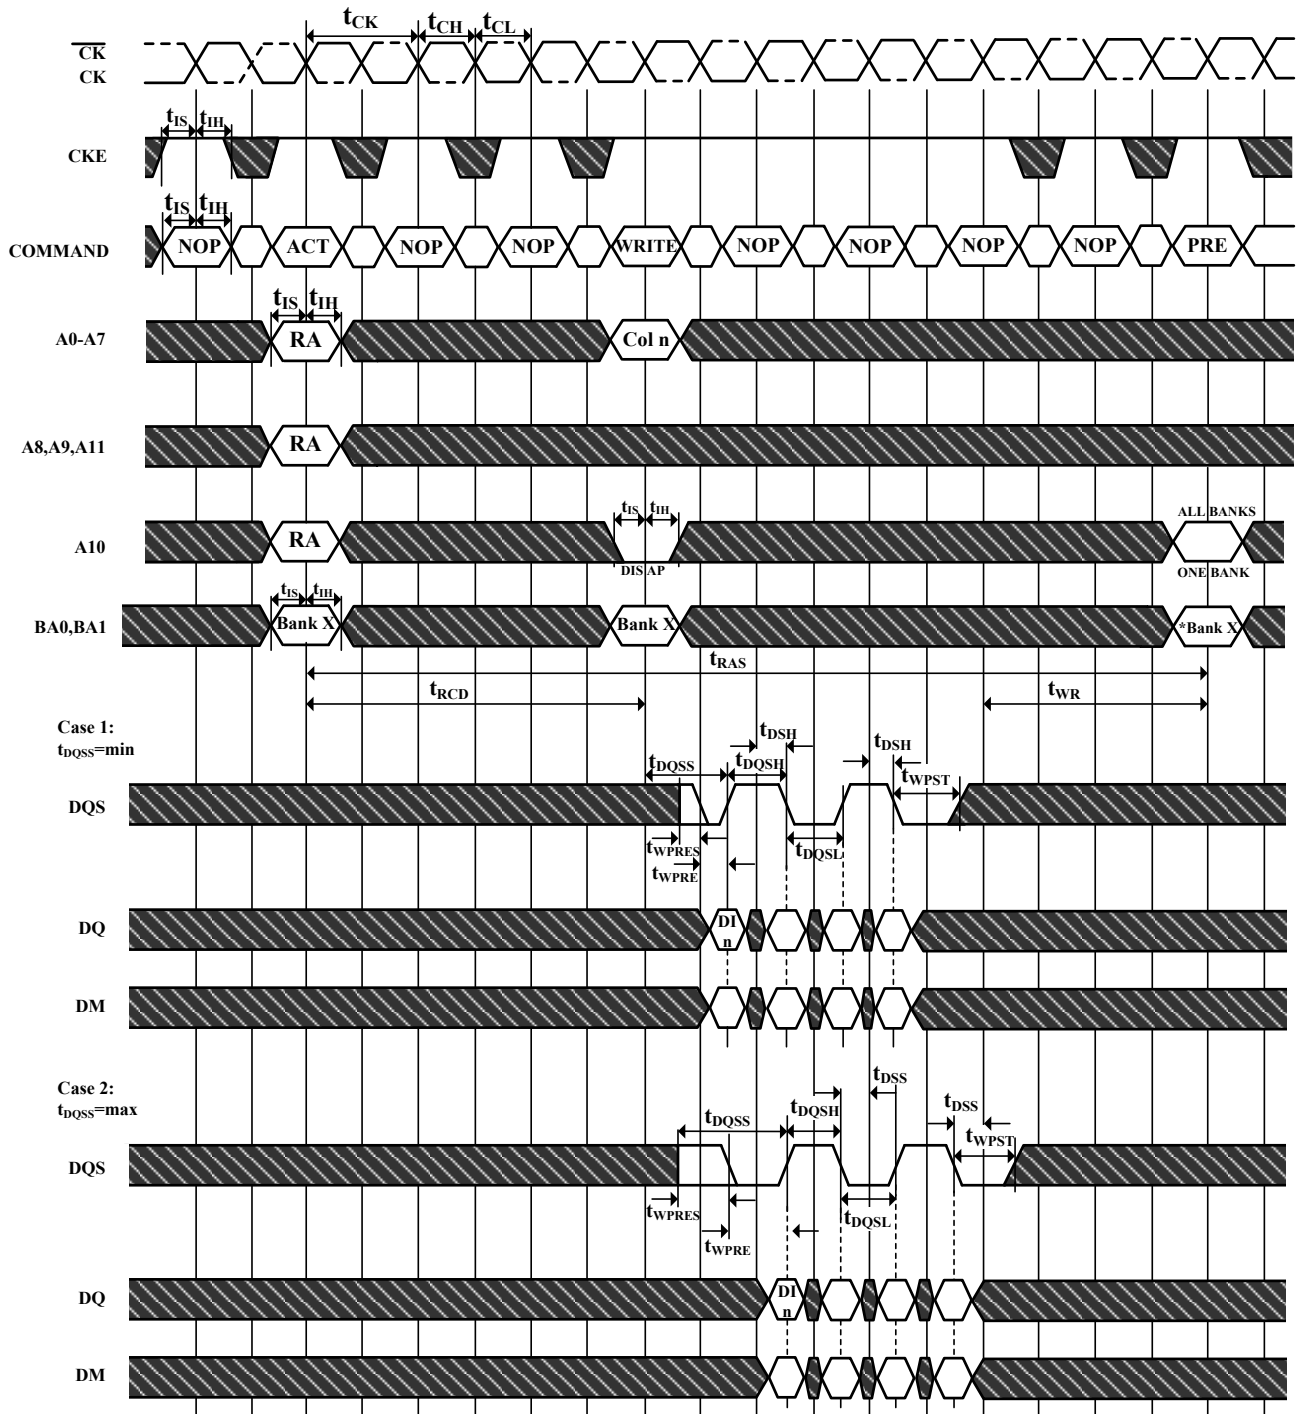 tCK tCH tCL
CK
CK
tIS tIH
CKE
tIS tIH
COMMAND NOP ACT NOP NOP WRITE NOP NOP NOP NOP PRE
tIS tIH
A0-A7 RA Col n
A8,A9,A11 RA
tIS tIH ALL BANKS
A10 RA
DIS AP ONE BANK
tIS tIH
BA0,BA1 Bank X Bank X *Bank X
tRAS
tRCD tWR
Case 1:
tDQSS=min
tDSH tDSH
tDQSS tDQSH tWPST
DQS
tWPRES tDQSL
tWPRE
DQ DI
n
DM
Case 2:
tDQSS=max
tDSS tDSS
tDQSS tDQSH tWPST
DQS
tWPRES tDQSL
tWPRE
DQ DI
n
DM